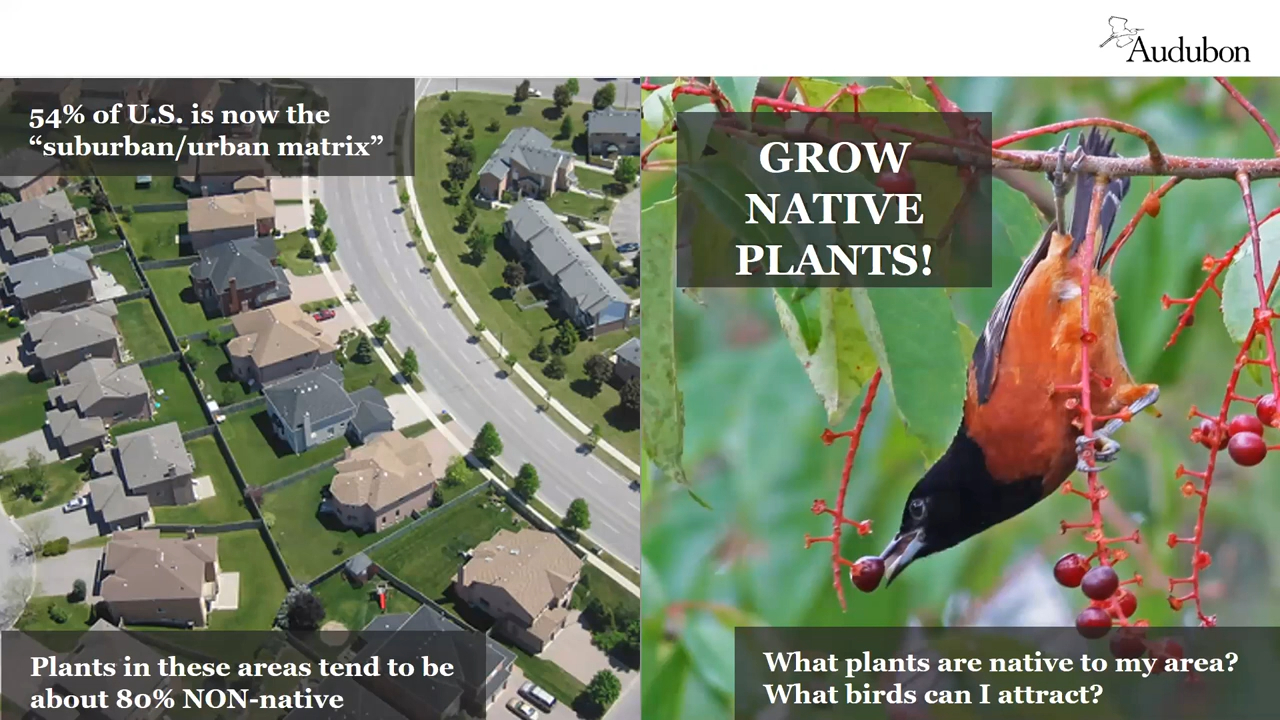 Audubon
54% of U.S. is now the
“suburban/urban matrix”
GROW
NATIVE
PLANTS!
Plants in these areas tend to be
about 80% NON-native
What plants are native to my area?
What birds can I attract?